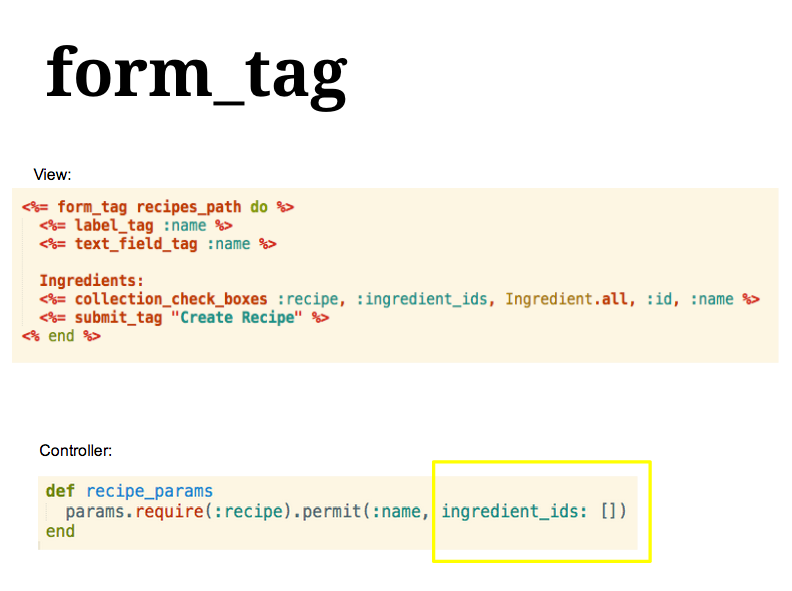 form_tag
View:
<%= form_tag recipes_path do %>
<%= label_tag :name %>
<%= text_field_tag :name %>
Ingredients:
<%= collection_check_boxes :recipe, :ingredient_ids, Ingredient.all, :id, :name %>
<%= submit_tag "Create Recipe" %>
<% end %>
Controller:
def recipe_params
params.require(:recipe).permit(:name, ingredient_ids: [])
end